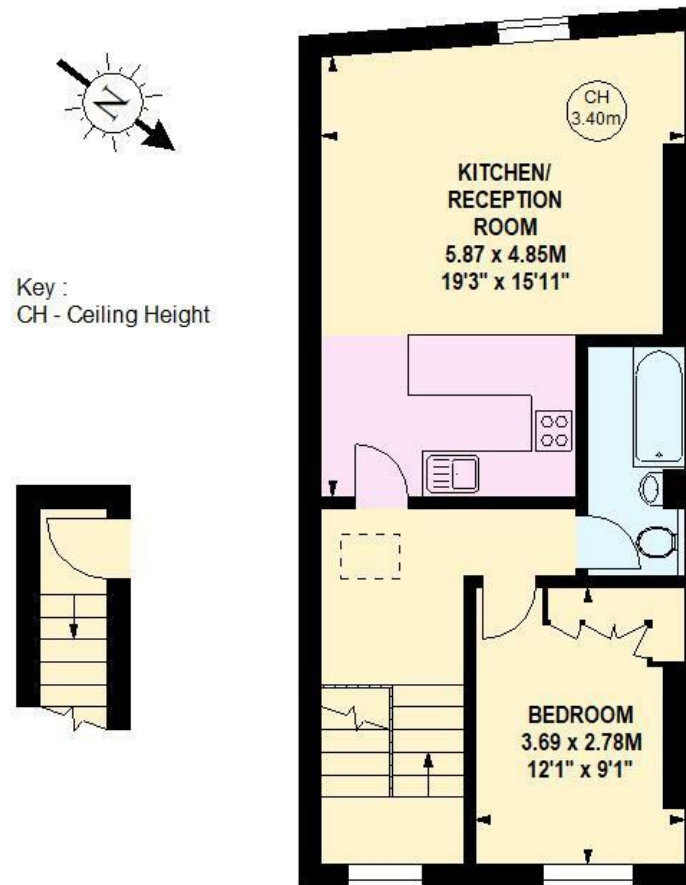 N
CH
3.40m
KITCHEN/
RECEPTION
ROOM
5.87 x 4.85M
19'3" x 15'11"
Key :
CH - Ceiling Height
BEDROOM
3.69 x 2.78M
12'1" x 9'1"